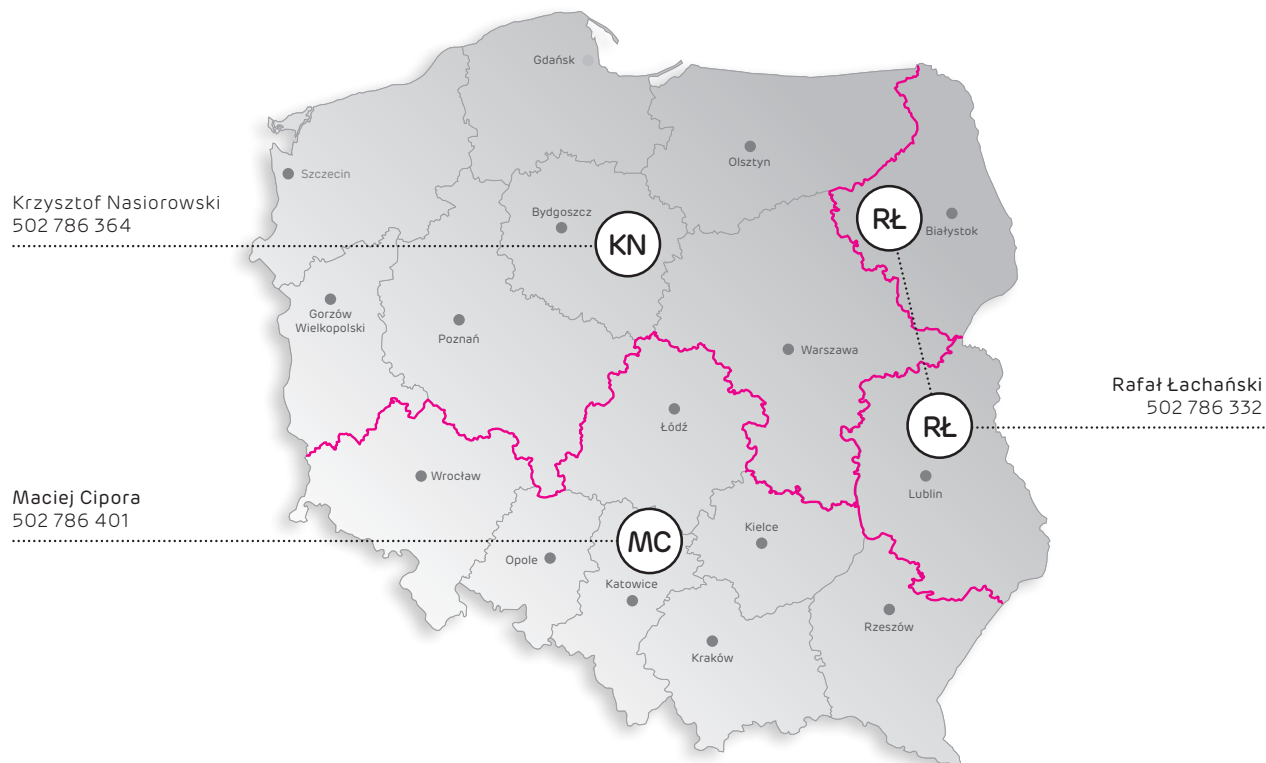 Gdańsk
Olsztyn
Szczecin
Krzysztof Nasiorowski
502 786 364
Bydgoszcz
KN
RŁ
Białystok
Gorzów
Wielkopolski
Poznań
Warszawa
Rafał Łachański
502 786 332
Łódź
RŁ
Wrocław
Lublin
Maciej Cipora
502 786 401
MC
Kielce
Opole
Katowice
Rzeszów
Kraków